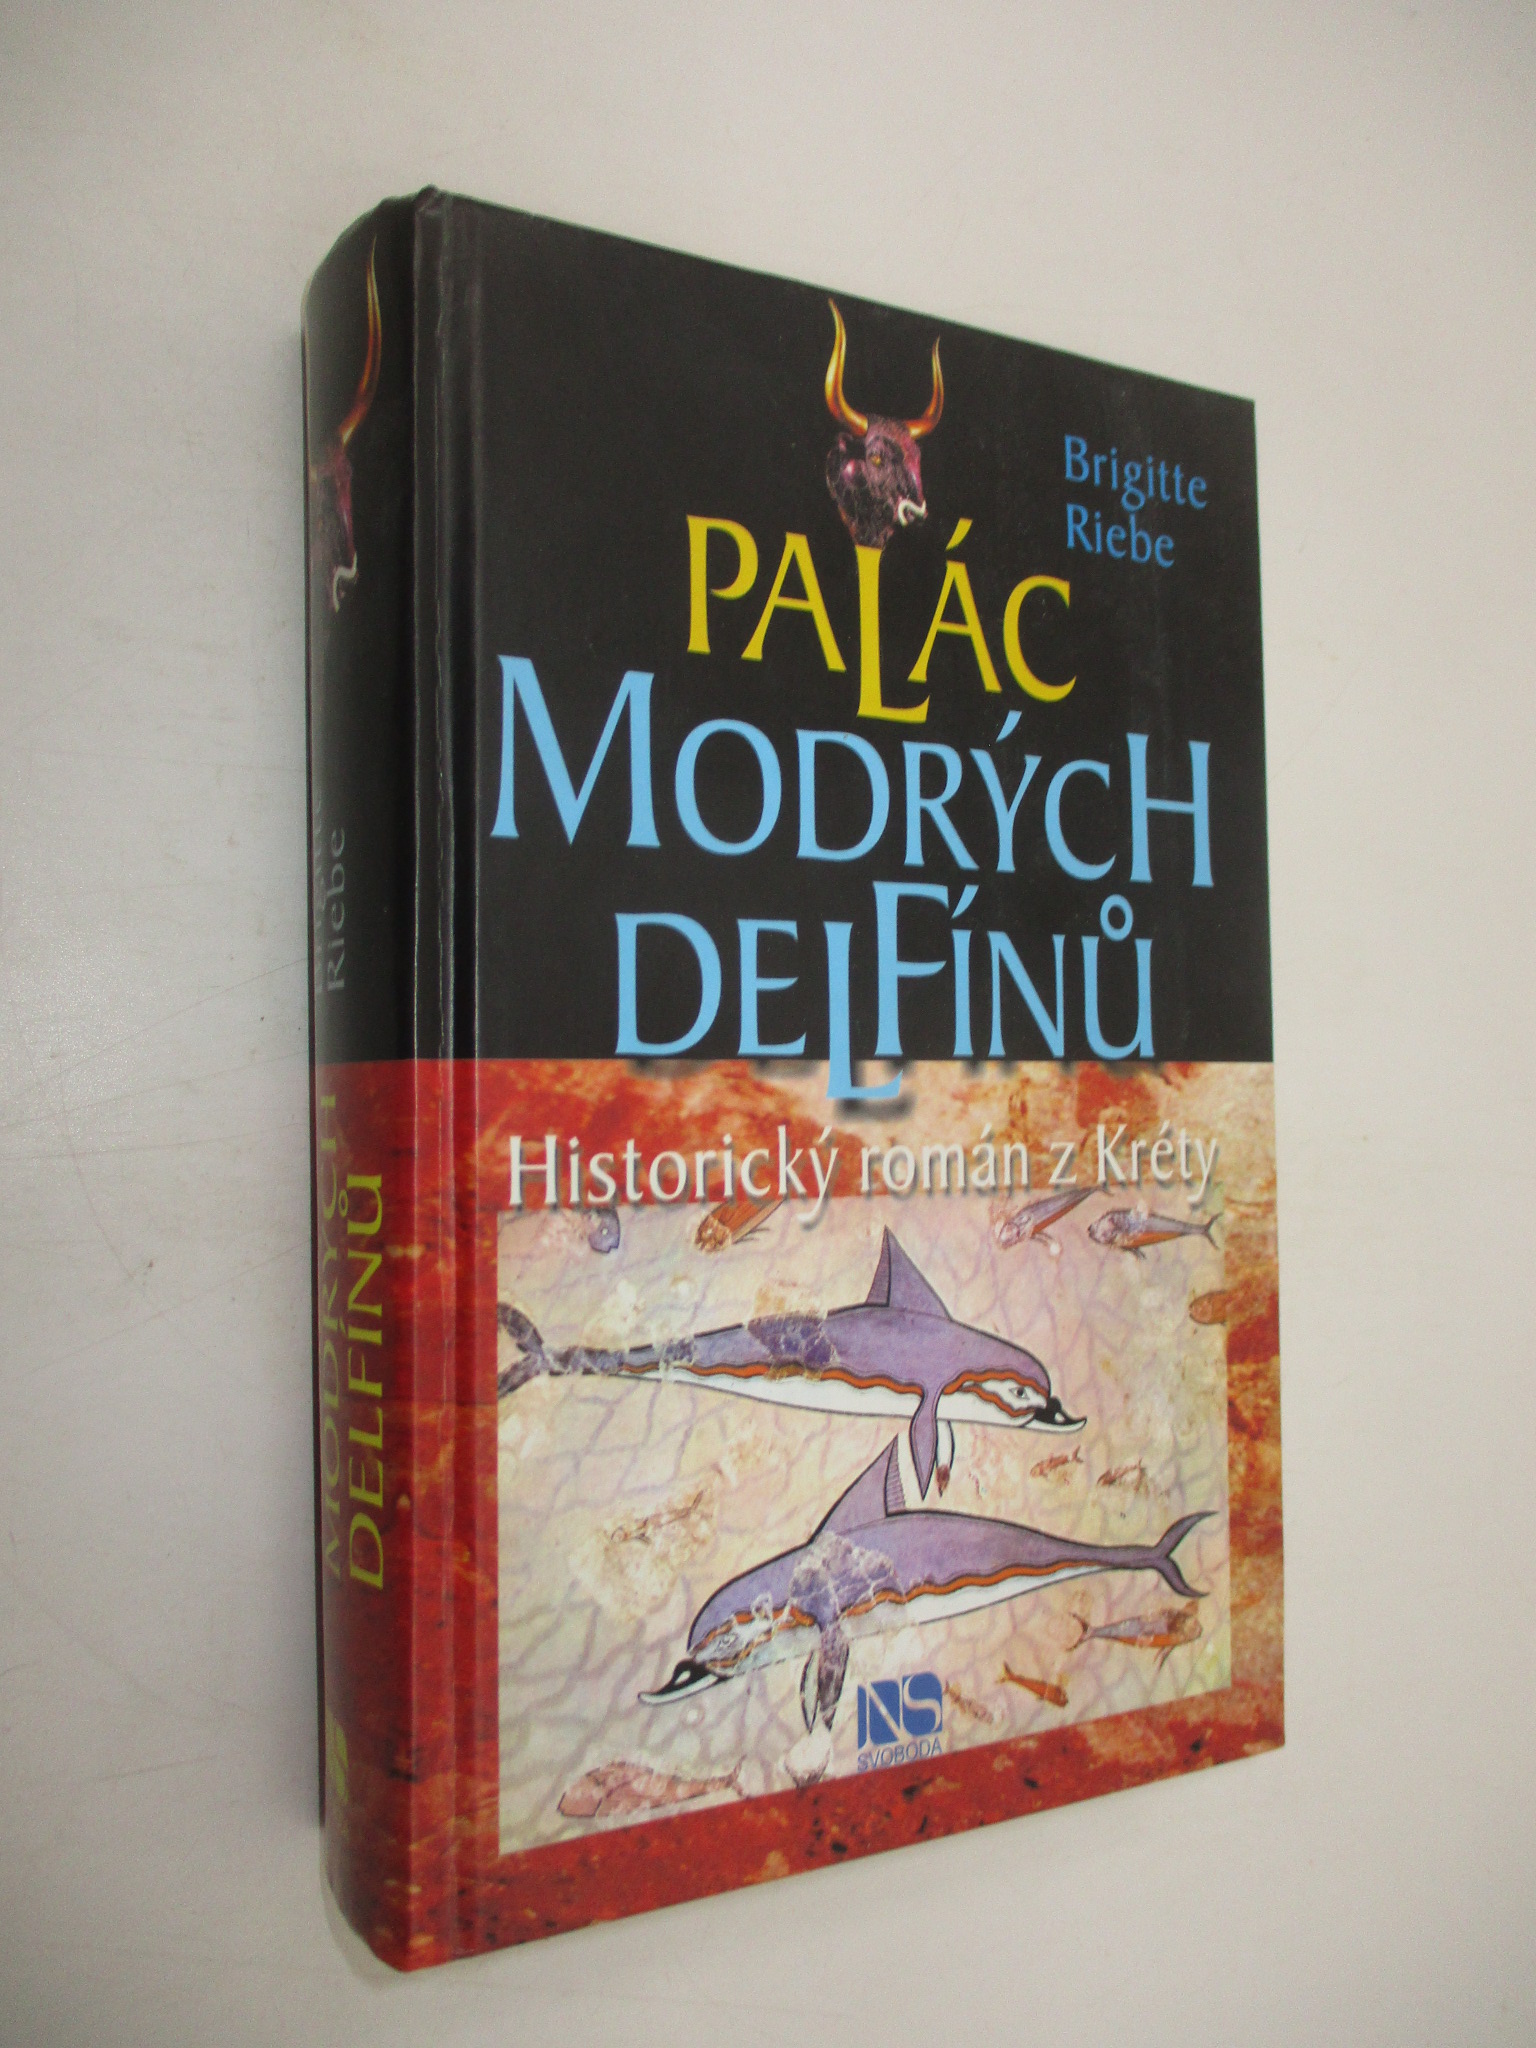 Brigitte
Riebe
PALÁC
MODRÝCH
DELFÍNŮ
Historický román z Kréty
NS
SVOBODA
Riebe
MODRÝCH
DELFÍNŮ